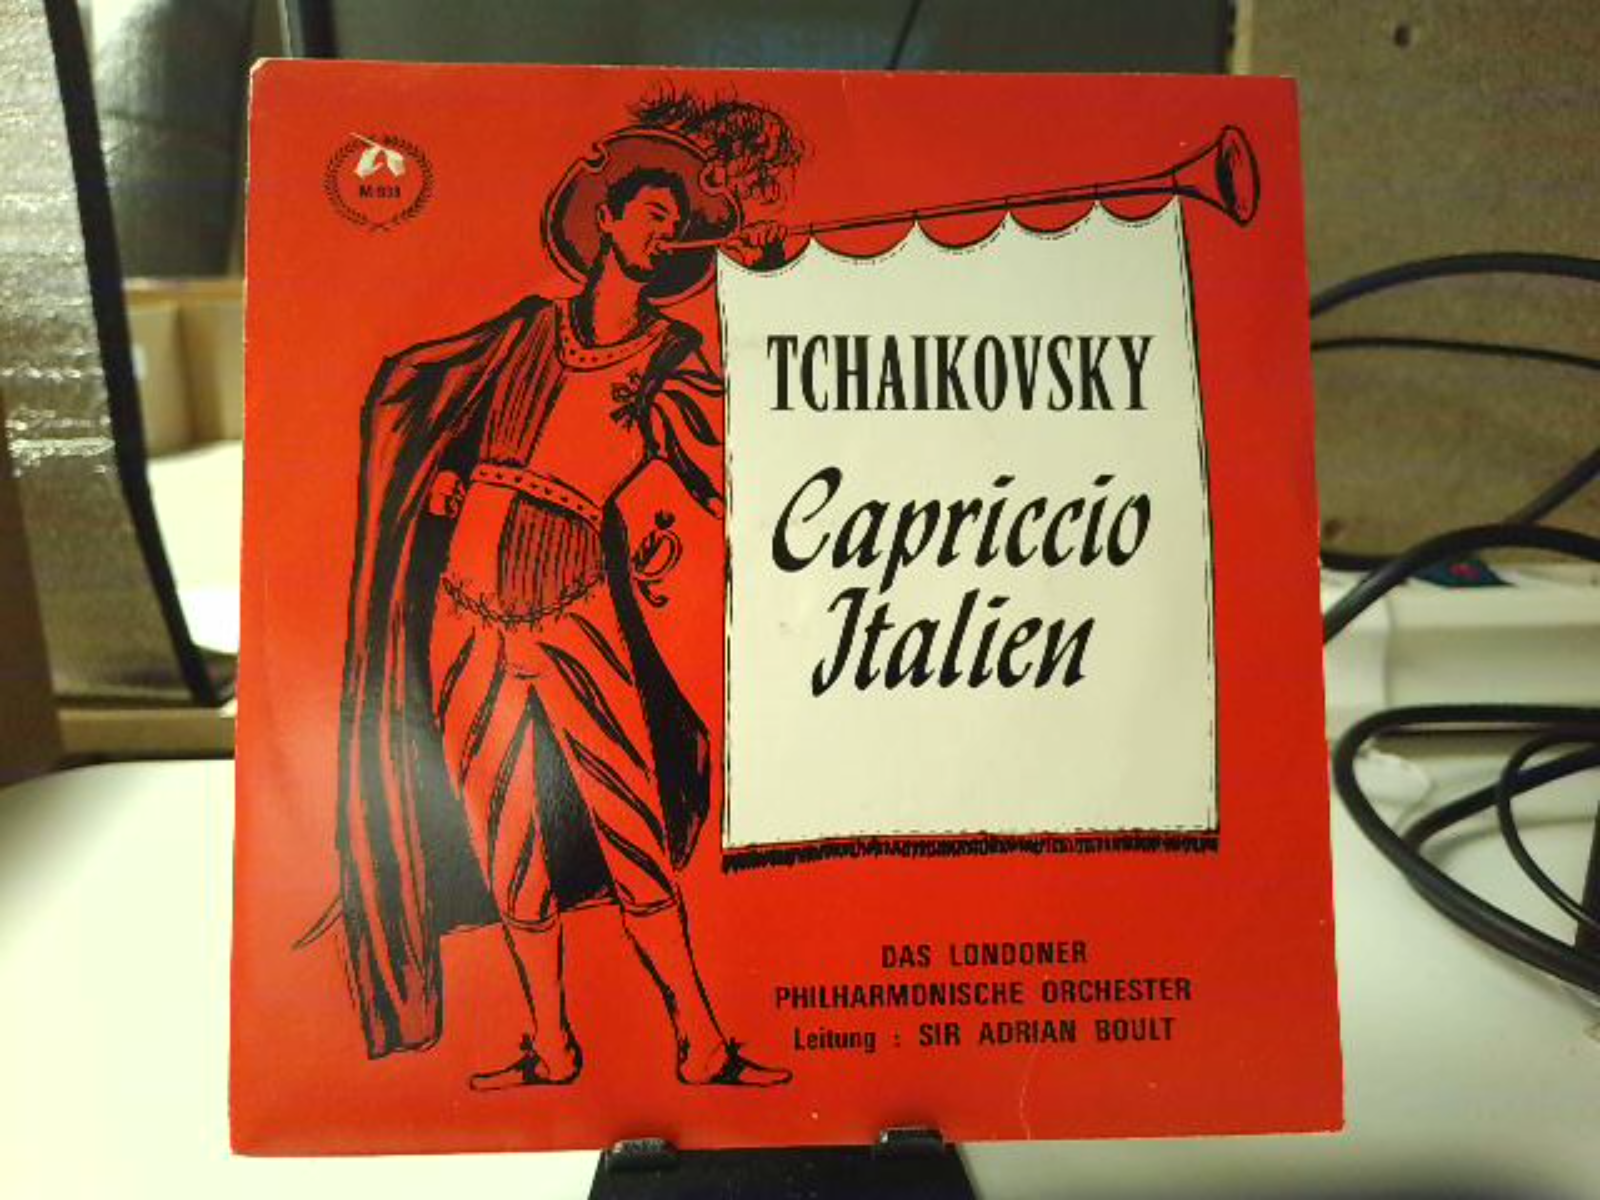 TCHAIKOVSKY
Capriccio
Italien
DAS LONDONER
PHILHARMONISCHE ORCHESTER
Leitung : SIR ADRIAN BOULT